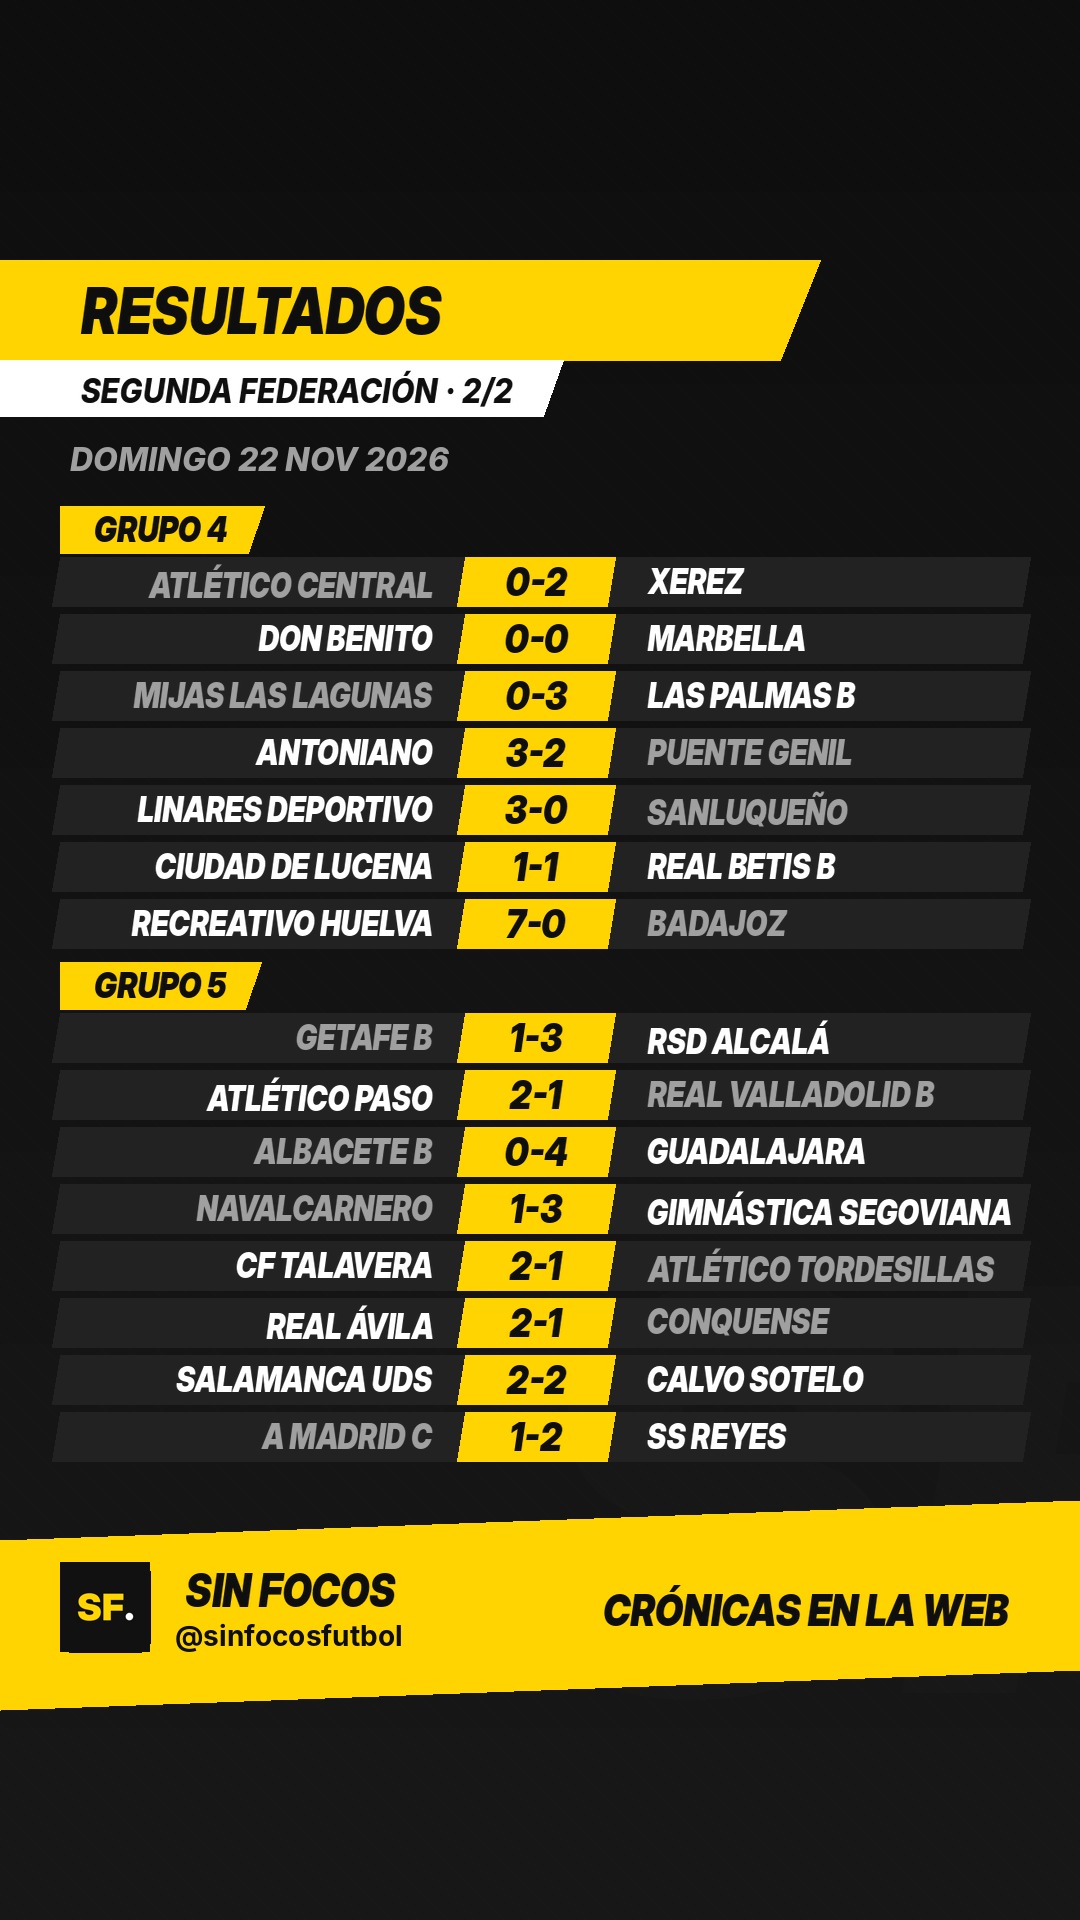 RESULTADOS
SEGUNDA FEDERACIÓN · 2/2
DOMINGO 22 NOV 2026
GRUPO 4
ATLÉTICO CENTRAL 0-2 XEREZ
DON BENITO 0-0 MARBELLA
MIJAS LAS LAGUNAS 0-3 LAS PALMAS B
ANTONIANO 3-2 PUENTE GENIL
LINARES DEPORTIVO 3-0 SANLUQUEÑO
CIUDAD DE LUCENA 1-1 REAL BETIS B
RECREATIVO HUELVA 7-0 BADAJOZ
GRUPO 5
GETAFE B 1-3 RSD ALCALÁ
ATLÉTICO PASO 2-1 REAL VALLADOLID B
ALBACETE B 0-4 GUADALAJARA
NAVALCARNERO 1-3 GIMNÁSTICA SEGOVIANA
CF TALAVERA 2-1 ATLÉTICO TORDESILLAS
REAL ÁVILA 2-1 CONQUENSE
SALAMANCA UDS 2-2 CALVO SOTELO
A MADRID C 1-2 SS REYES
SF.
SIN FOCOS
@sinfocosfutbol
CRÓNICAS EN LA WEB